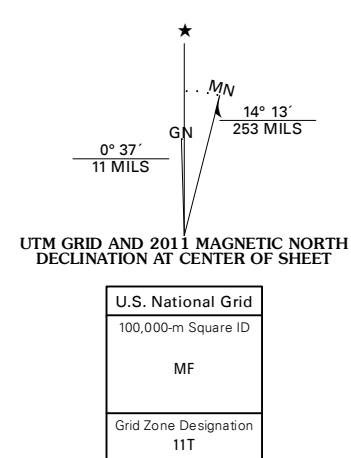 ★
MN
GN
14° 13´
253 MILS
0° 37´
11 MILS
UTM GRID AND 2011 MAGNETIC NORTH
DECLINATION AT CENTER OF SHEET
U.S. National Grid
100,000-m Square ID
MF
Grid Zone Designation
11T